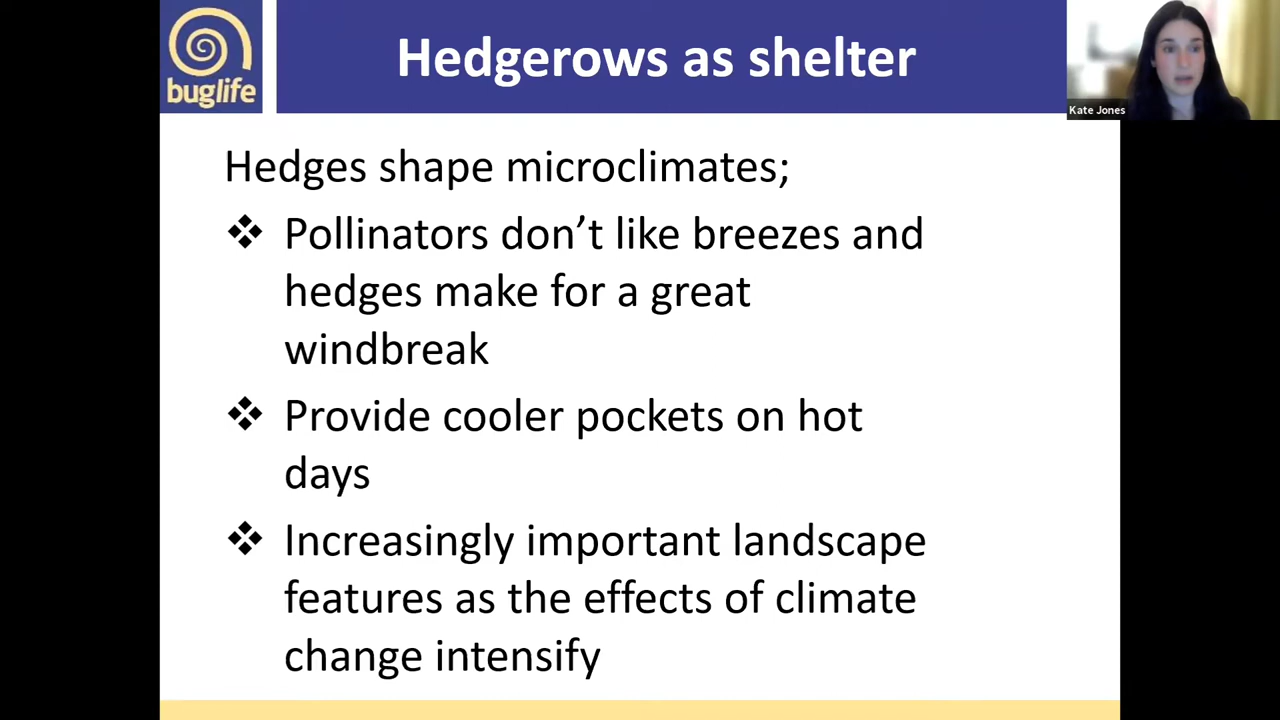 buglife
Hedgerows as shelter
Kate Jones
Hedges shape microclimates;
❖ Pollinators don’t like breezes and
hedges make for a great
windbreak
❖ Provide cooler pockets on hot
days
❖ Increasingly important landscape
features as the effects of climate
change intensify